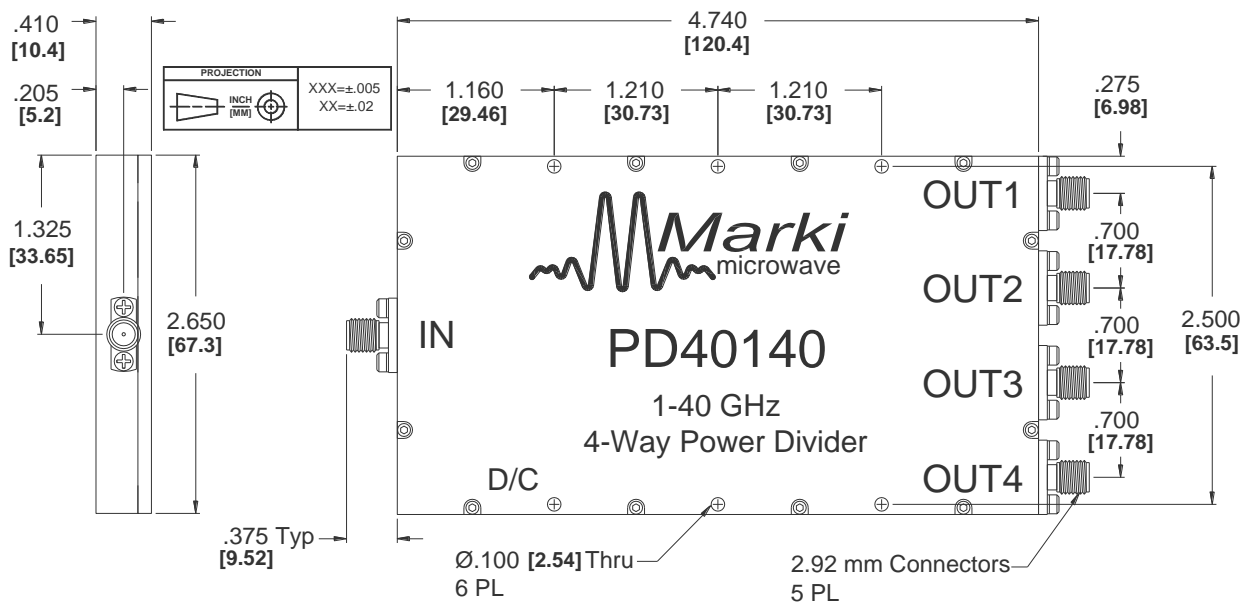 .410
[10.4]
4.740
[120.4]
.205
[5.2]
PROJECTION
INCH
[MM]
XXX=±.005
XX=±.02
1.160
[29.46]
1.210
[30.73]
1.210
[30.73]
.275
[6.98]
OUT1
Marki
microwave
.700
[17.78]
1.325
[33.65]
OUT2
2.650
[67.3]
IN
PD40140
.700
[17.78]
2.500
[63.5]
OUT3
1-40 GHz
4-Way Power Divider
.700
[17.78]
D/C
OUT4
.375 Typ
[9.52]
Ø.100 [2.54] Thru
6 PL
2.92 mm Connectors
5 PL